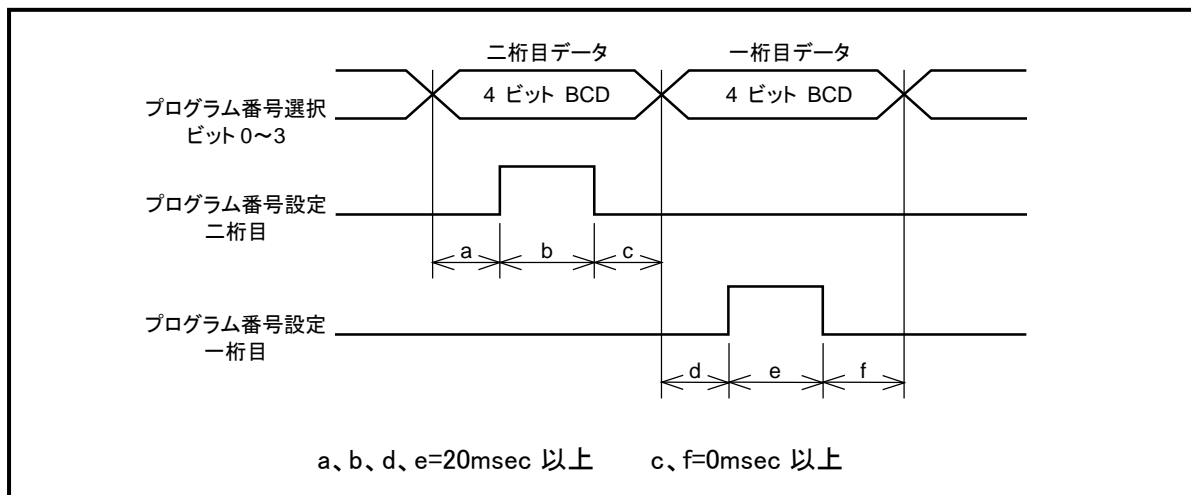 二桁目データ
一桁目データ
4 ビット BCD
4 ビット BCD
プログラム番号選択
ビット 0～3
プログラム番号設定
二桁目
a
b
c
プログラム番号設定
一桁目
d
e
f
a、b、d、e=20msec 以上
c、f=0msec 以上